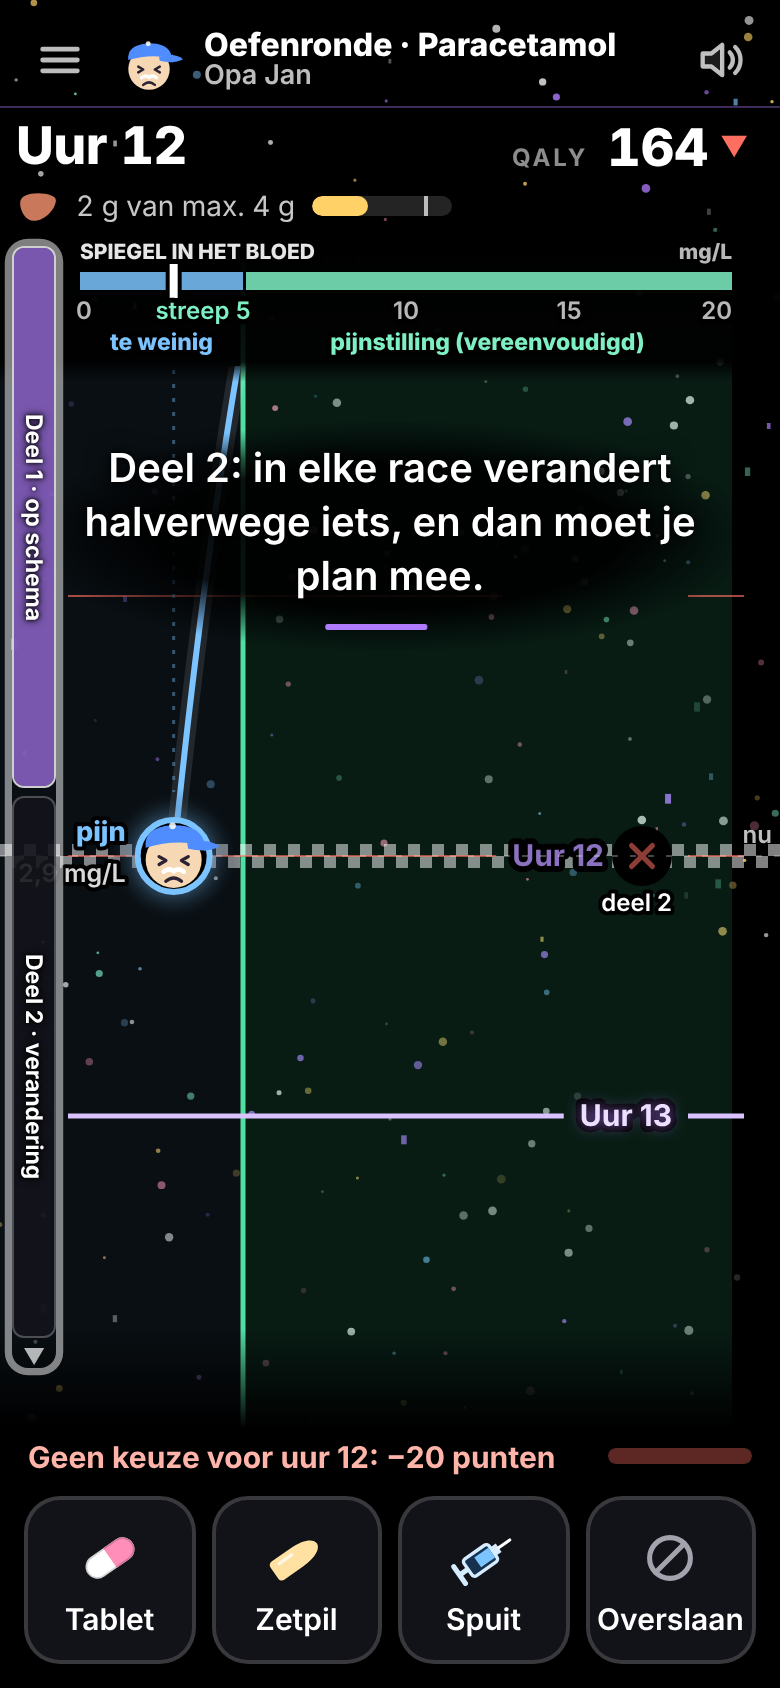 Oefenronde · Paracetamol
Opa Jan
Uur 12
QALY 164
2 g van max. 4 g
SPIEGEL IN HET BLOED
mg/L
0 streep 5 10 15 20
te weinig
pijnstilling (vereenvoudigd)
Deel 1 · op schema
Deel 2: in elke race verandert
halverwege iets, en dan moet je
plan mee.
pijn
2,9 mg/L
Uur 12
nu
deel 2
Deel 2 · verandering
Uur 13
Geen keuze voor uur 12: −20 punten
Tablet
Zetpil
Spuit
Overslaan